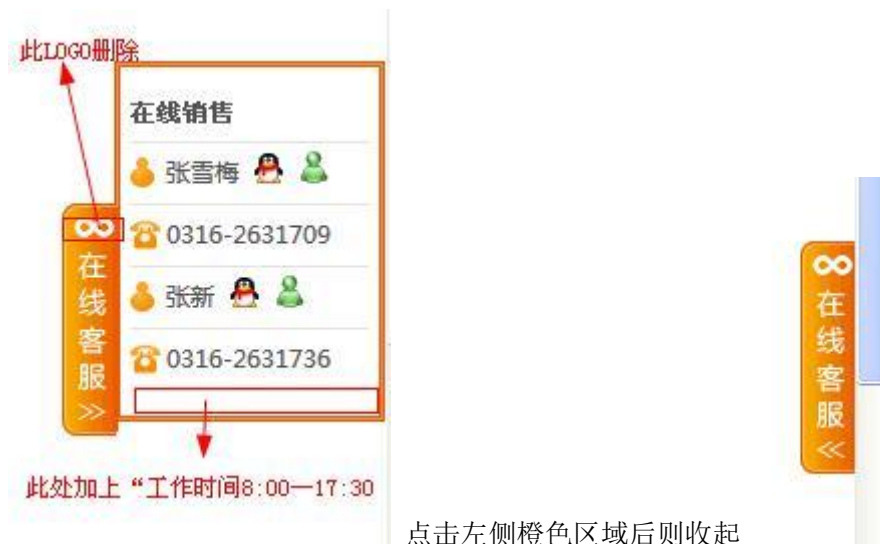 此LOGO删除
在线销售
张雪梅
0316-2631709
张新
0316-2631736
在线客服
>>
此处加上“工作时间8:00—17:30
在线客服
<<
点击左侧橙色区域后则收起